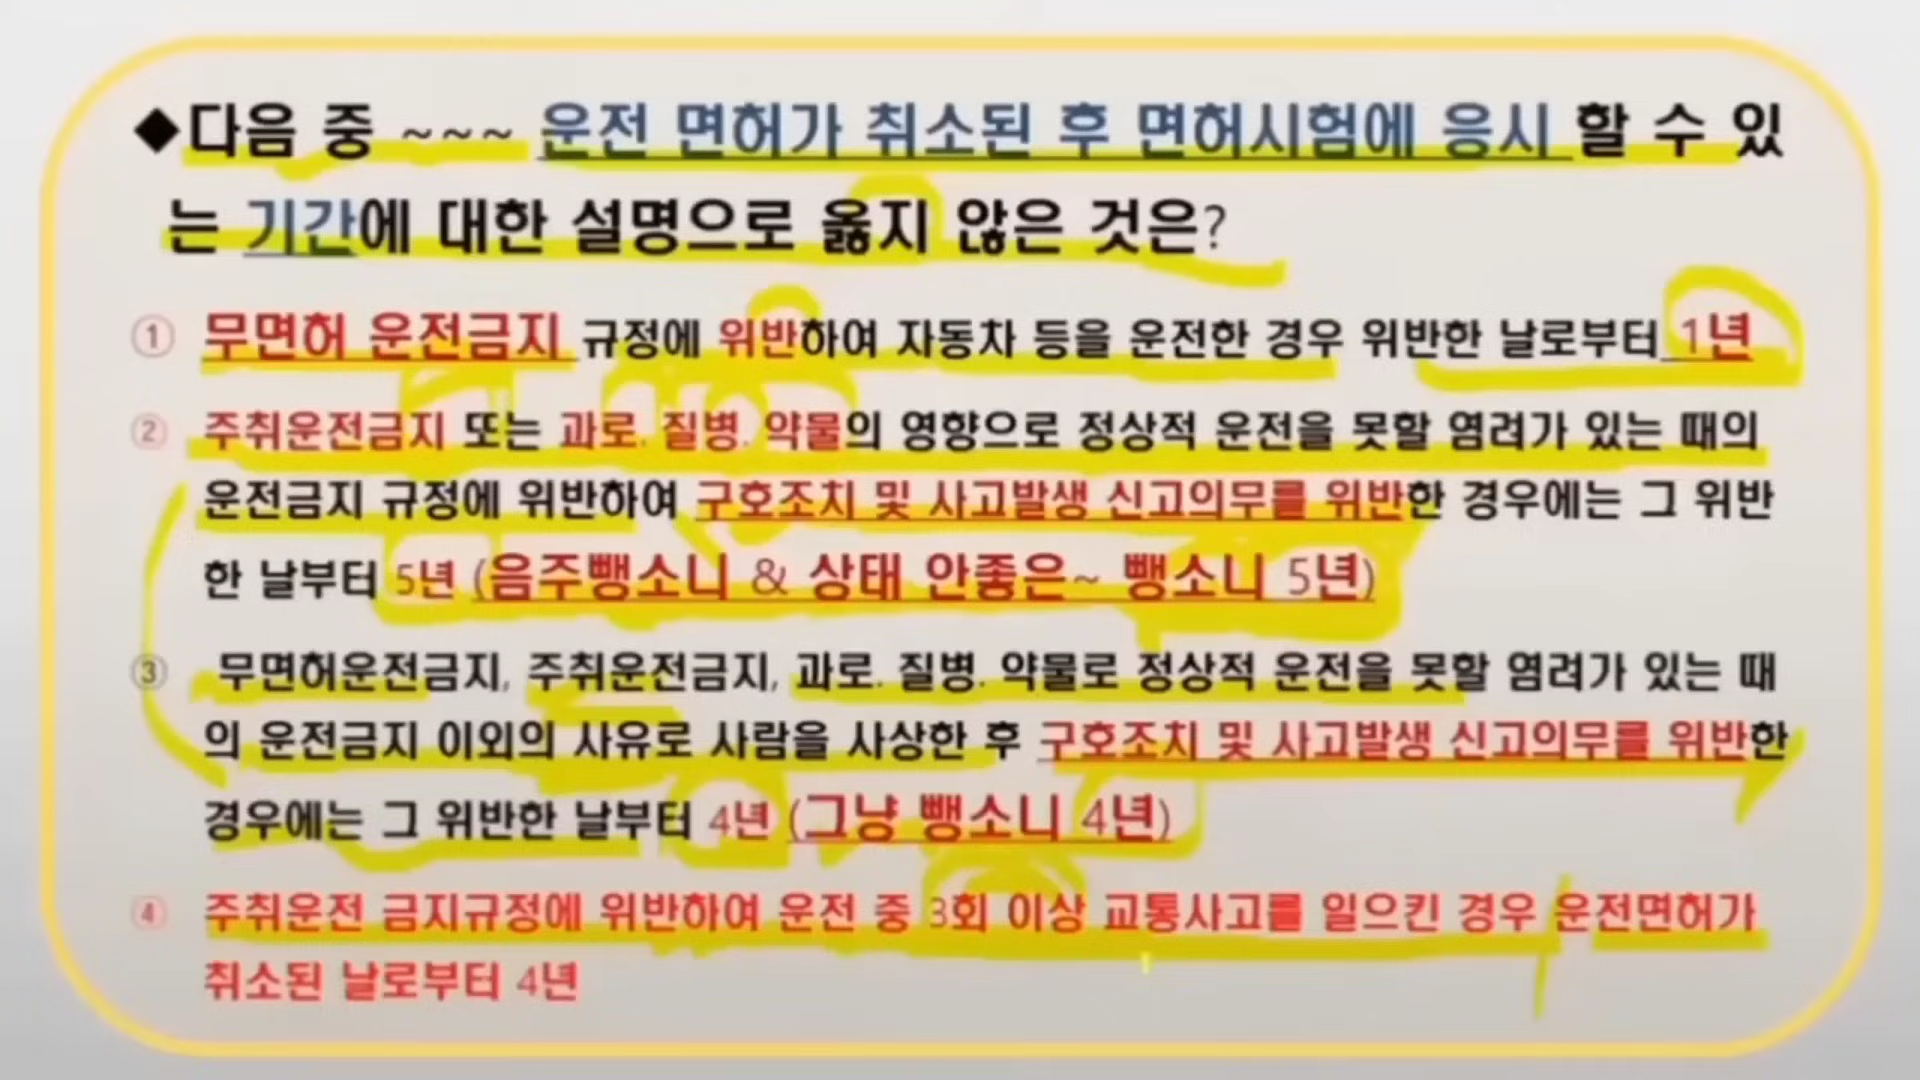 ◆다음 중 ~~~ 운전 면허가 취소된 후 면허시험에 응시 할 수 있
는 기간에 대한 설명으로 옳지 않은 것은?
① 무면허 운전금지 규정에 위반하여 자동차 등을 운전한 경우 위반한 날로부터 1년
② 주취운전금지 또는 과로. 질병. 약물의 영향으로 정상적 운전을 못할 염려가 있는 때의
운전금지 규정에 위반하여 구호조치 및 사고발생 신고의무를 위반한 경우에는 그 위반
한 날부터 5년 (음주뺑소니 & 상태 안좋은~ 뺑소니 5년)
③ 무면허운전금지, 주취운전금지, 과로. 질병. 약물로 정상적 운전을 못할 염려가 있는 때
의 운전금지 이외의 사유로 사람을 사상한 후 구호조치 및 사고발생 신고의무를 위반한
경우에는 그 위반한 날부터 4년 (그냥 뺑소니 4년)
④ 주취운전 금지규정에 위반하여 운전 중 3회 이상 교통사고를 일으킨 경우 운전면허가
취소된 날로부터 4년